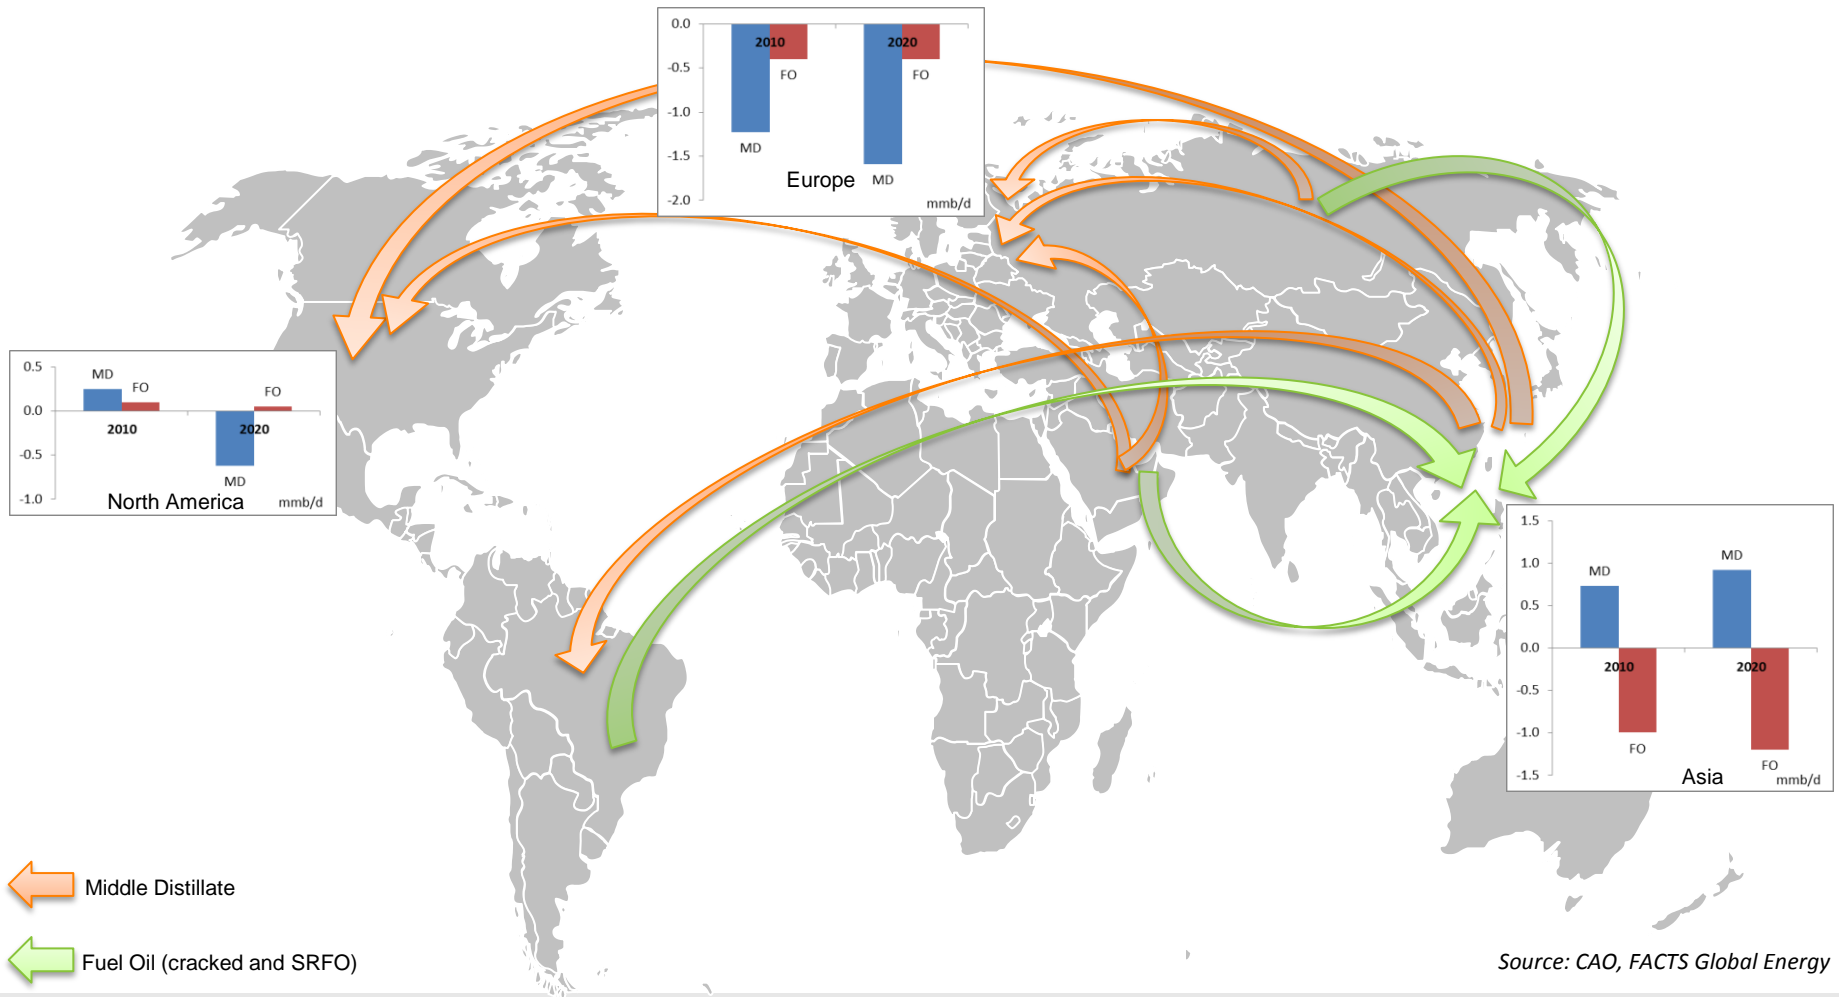 0.0
-0.5
-1.0
-1.5
-2.0
2010
2020
FO
FO
MD
MD
Europe
mmb/d
0.5
0.0
-0.5
-1.0
MD
FO
FO
2010
2020
MD
North America
mmb/d
1.5
1.0
0.5
0.0
-0.5
-1.0
-1.5
MD
MD
2010
2020
FO
FO
Asia
mmb/d
Middle Distillate
Fuel Oil (cracked and SRFO)
Source: CAO, FACTS Global Energy